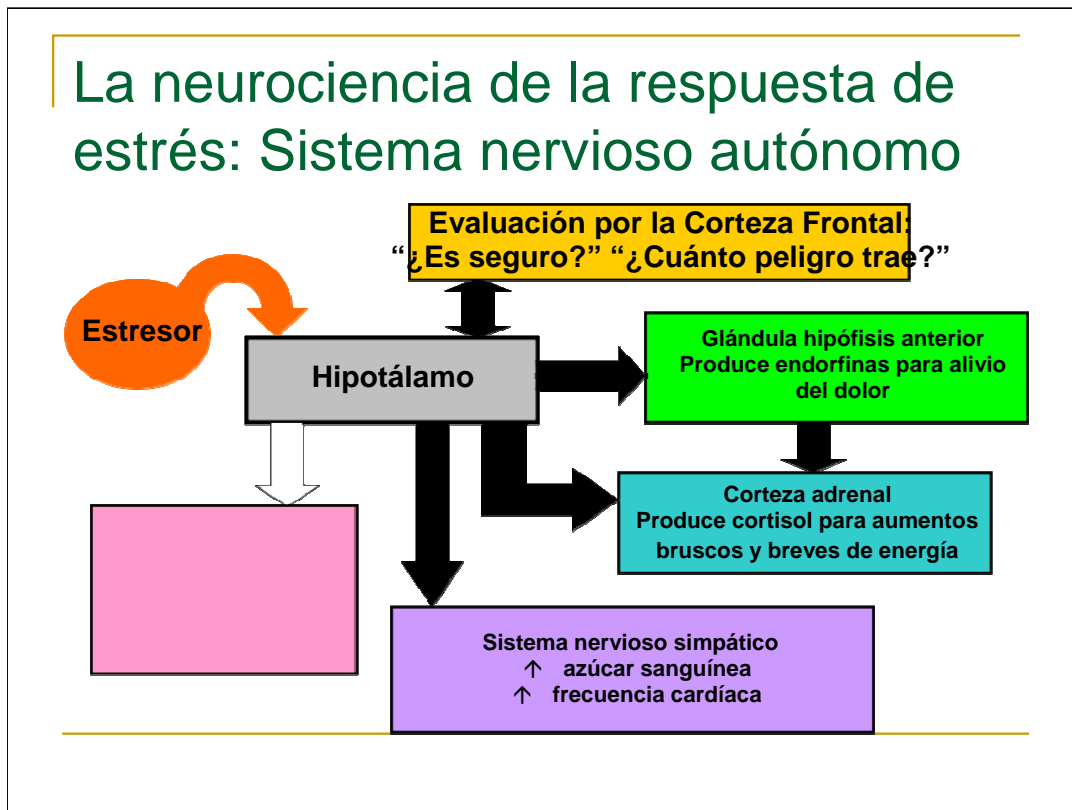 La neurociencia de la respuesta de
estrés: Sistema nervioso autónomo
Evaluación por la Corteza Frontal:
“¿Es seguro?” “¿Cuánto peligro trae?”
Estresor
Hipotálamo
Glándula hipófisis anterior
Produce endorfinas para alivio
del dolor
Corteza adrenal
Produce cortisol para aumentos
bruscos y breves de energía
Sistema nervioso simpático
↑ azúcar sanguínea
↑ frecuencia cardíaca